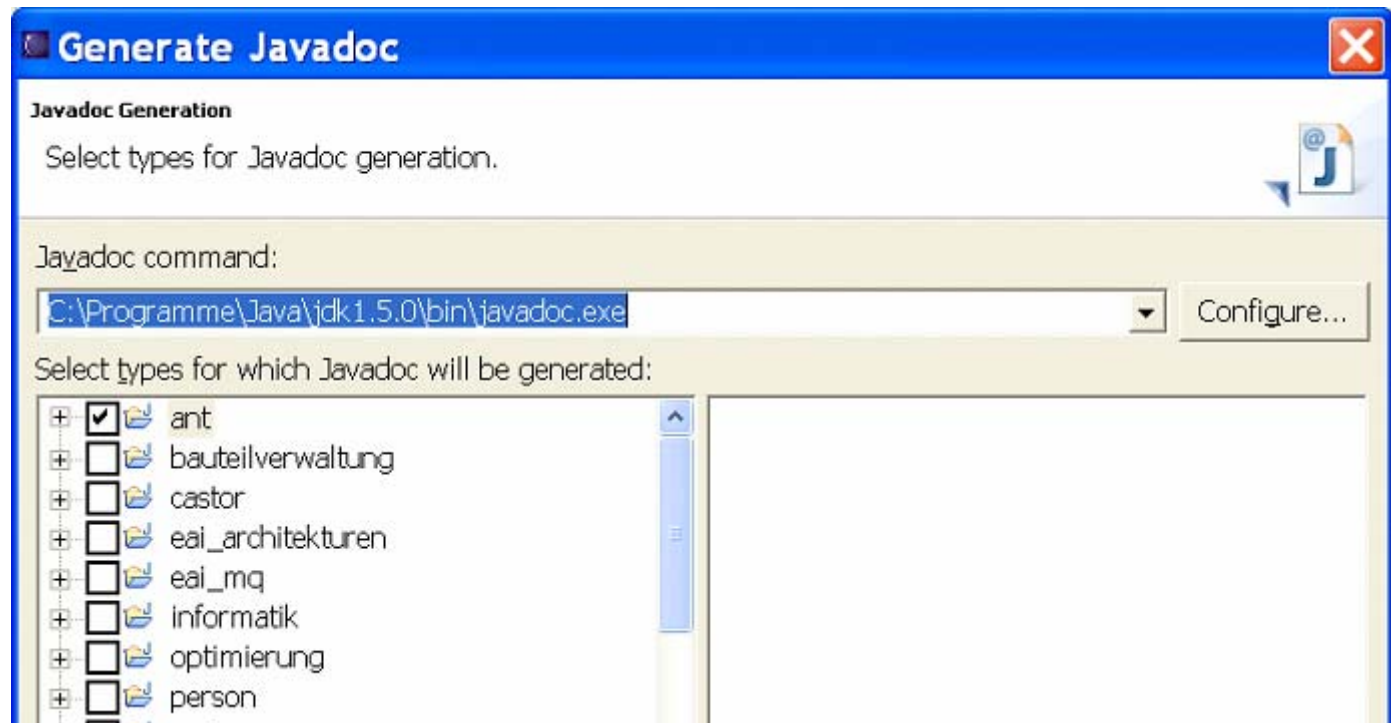 Generate Javadoc
Javadoc Generation
Select types for Javadoc generation.
Javadoc command:
C:\Programme\Java\jdk1.5.0\bin\javadoc.exe
Configure...
Select types for which Javadoc will be generated:
ant
bauteilverwaltung
castor
eai_architekturen
eai_mq
informatik
optimierung
person